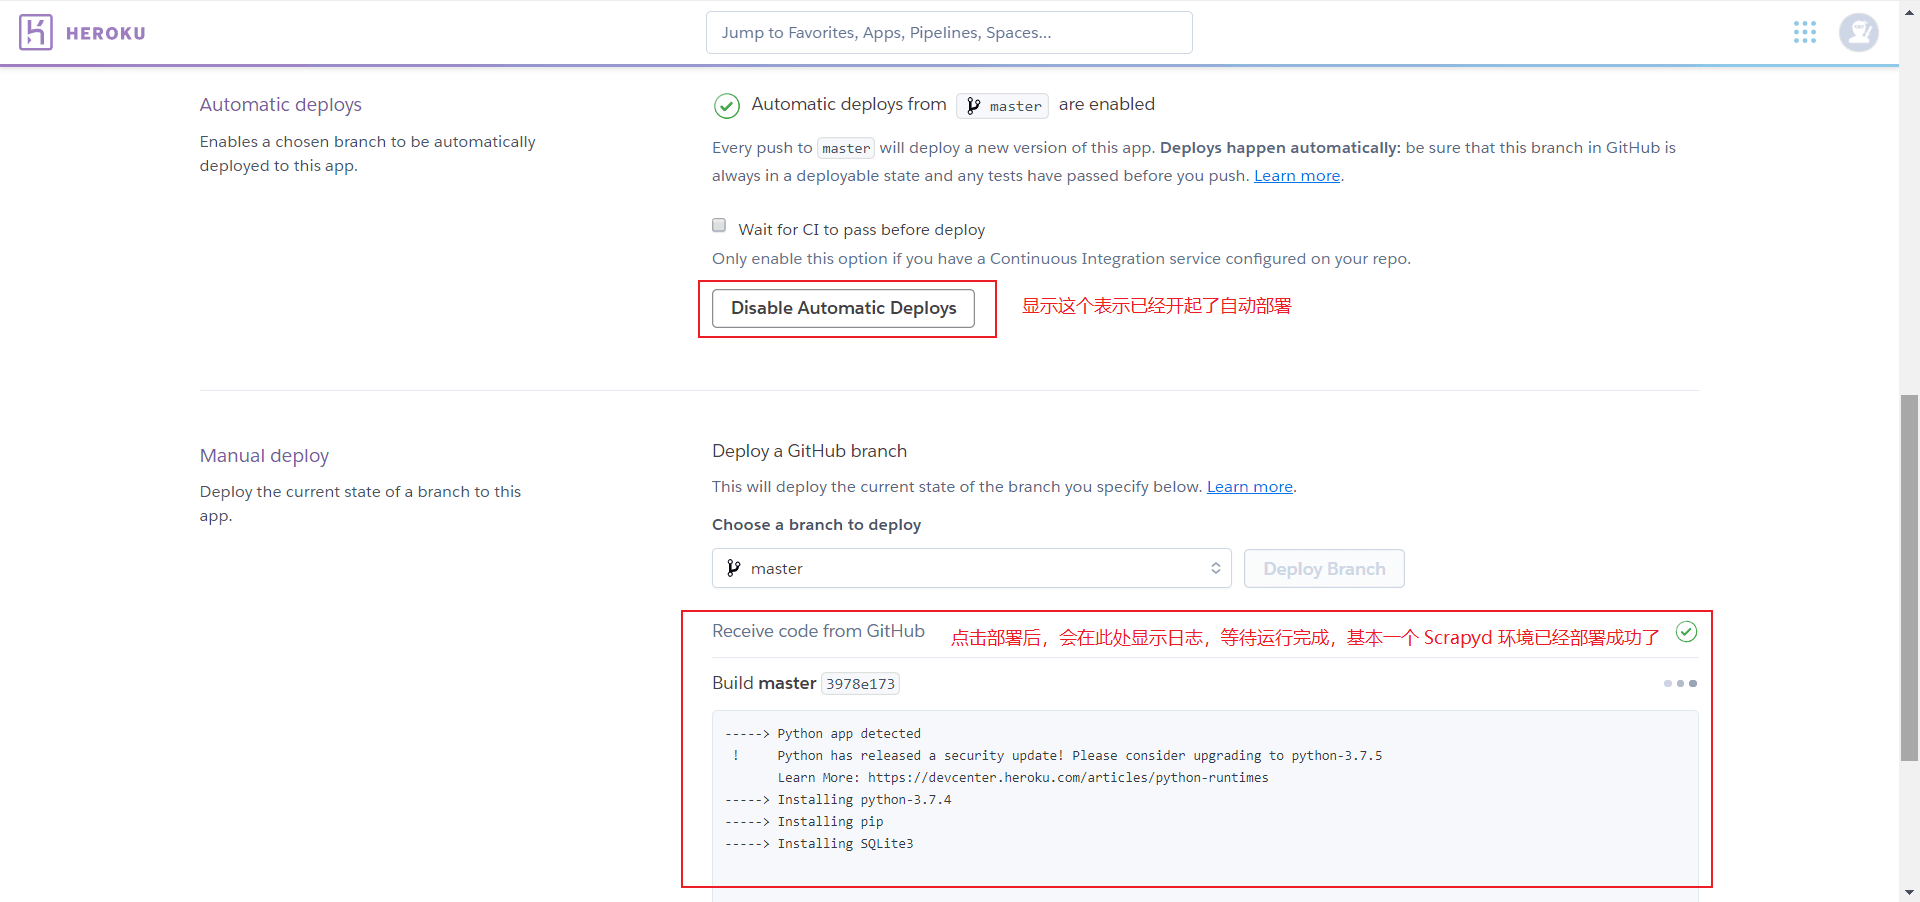 HEROKU
Jump to Favorites, Apps, Pipelines, Spaces...
Automatic deploys
Enables a chosen branch to be automatically
deployed to this app.
Automatic deploys from master are enabled
Every push to master will deploy a new version of this app. Deploys happen automatically: be sure that this branch in GitHub is
always in a deployable state and any tests have passed before you push. Learn more.
Wait for CI to pass before deploy
Only enable this option if you have a Continuous Integration service configured on your repo.
Disable Automatic Deploys
显示这个表示已经开起了自动部署
Manual deploy
Deploy the current state of a branch to this
app.
Deploy a GitHub branch
This will deploy the current state of the branch you specify below. Learn more.
Choose a branch to deploy
master
Deploy Branch
Receive code from GitHub
点击部署后，会在此处显示日志，等待运行完成，基本一个 Scrapyd 环境已经部署成功了
Build master 3978e173
-----> Python app detected
!     Python has released a security update! Please consider upgrading to python-3.7.5
Learn More: https://devcenter.heroku.com/articles/python-runtimes
-----> Installing python-3.7.4
-----> Installing pip
-----> Installing SQLite3